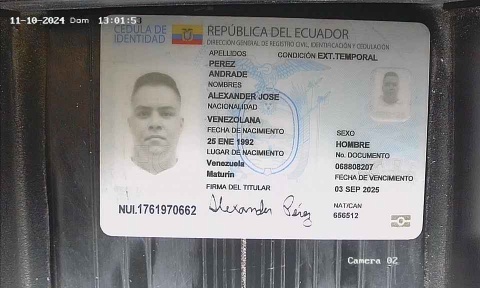 11-10-2024 Dom 13:01:53
CÉDULA DE IDENTIDAD
REPÚBLICA DEL ECUADOR
DIRECCIÓN GENERAL DE REGISTRO CIVIL, IDENTIFICACIÓN Y CEDULACIÓN
APELLIDOS
CONDICIÓN EXT.TEMPORAL
PEREZ
ANDRADE
NOMBRES
ALEXANDER JOSE
NACIONALIDAD
VENEZOLANA
FECHA DE NACIMIENTO
25 ENE 1992
LUGAR DE NACIMIENTO
Venezuela
Maturin
FIRMA DEL TITULAR
Alexander Pérez
SEXO
HOMBRE
No. DOCUMENTO
068808207
FECHA DE VENCIMIENTO
03 SEP 2025
NAT/CAN
656512
NUI.1761970662
Camera 02